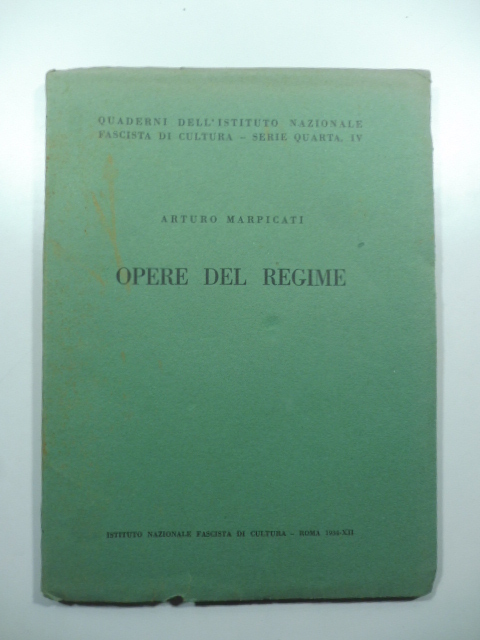 QUADERNI DELL'ISTITUTO NAZIONALE
FASCISTA DI CULTURA – SERIE QUARTA, IV
ARTURO MARPICATI
OPERE DEL REGIME
ISTITUTO NAZIONALE FASCISTA DI CULTURA – ROMA